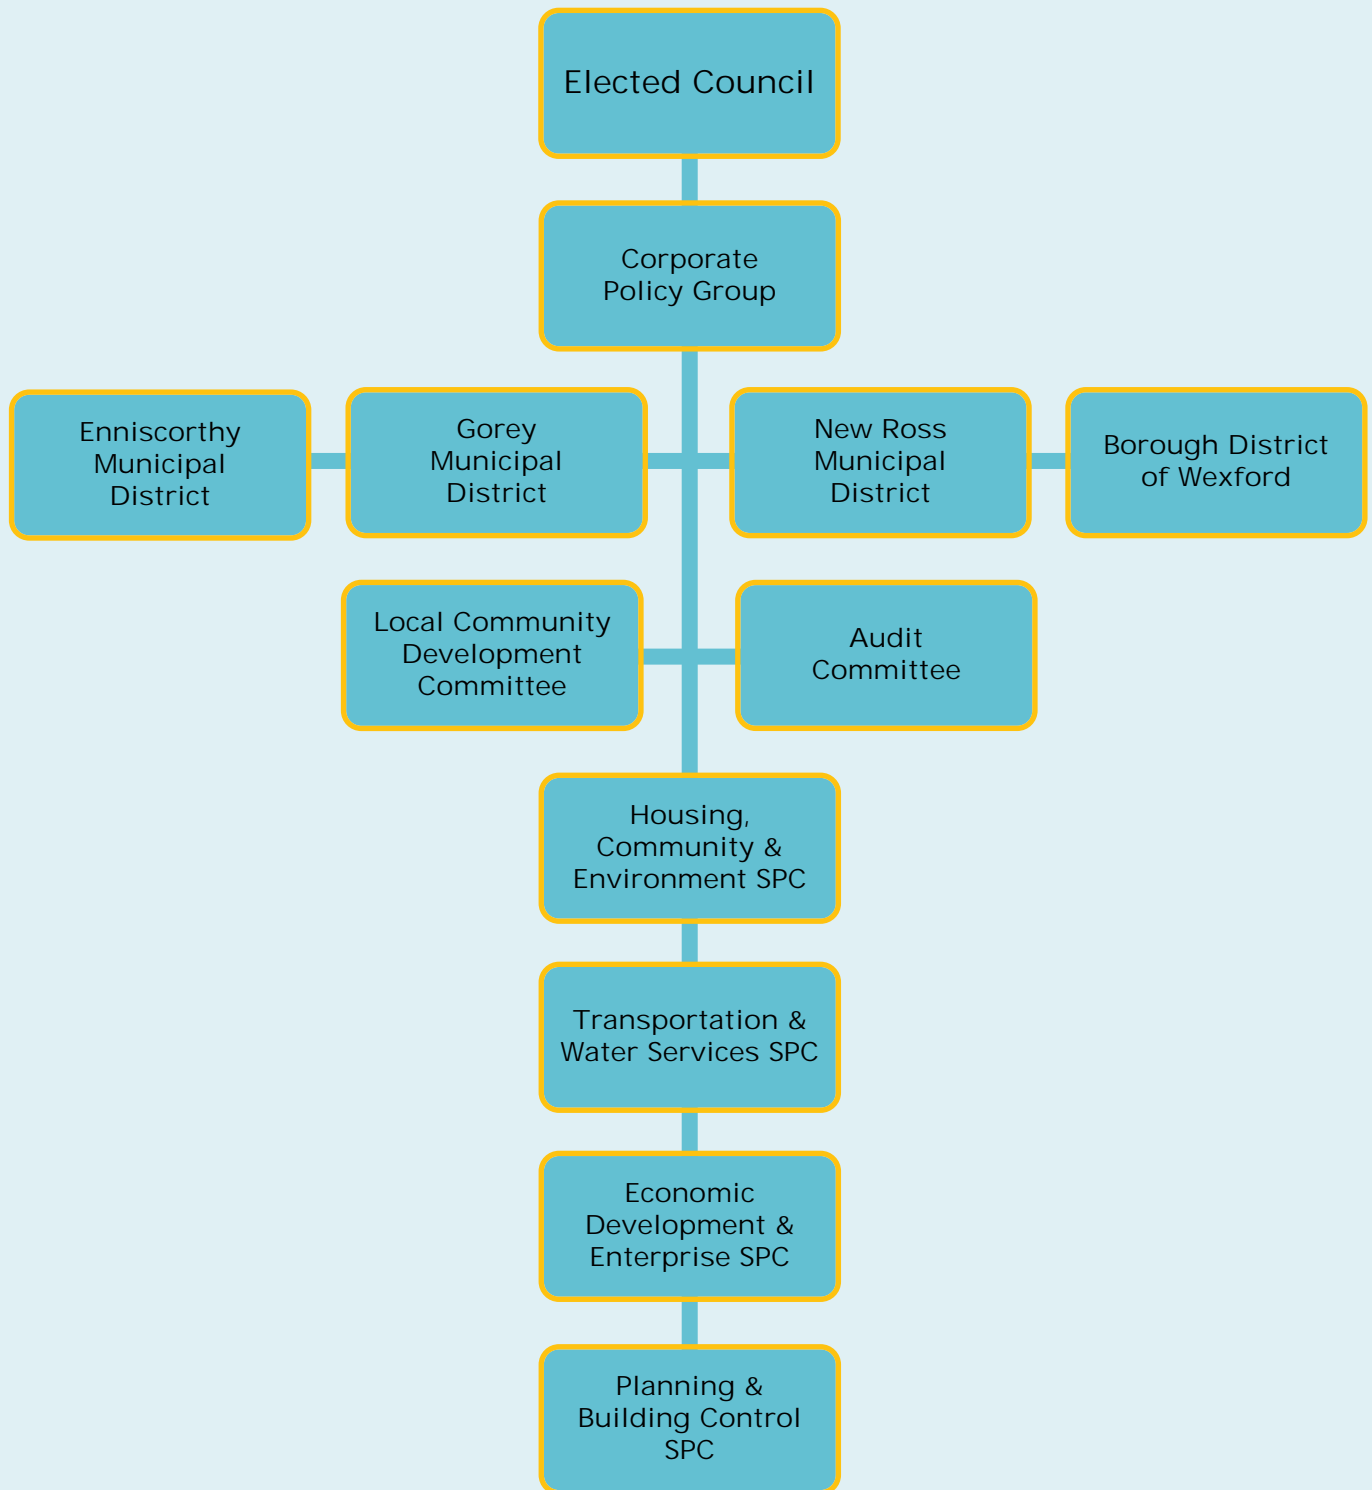 Elected Council
Corporate
Policy Group
Enniscorthy
Municipal
District
Gorey
Municipal
District
New Ross
Municipal
District
Borough District
of Wexford
Local Community
Development
Committee
Audit
Committee
Housing,
Community &
Environment SPC
Transportation &
Water Services SPC
Economic
Development &
Enterprise SPC
Planning &
Building Control
SPC